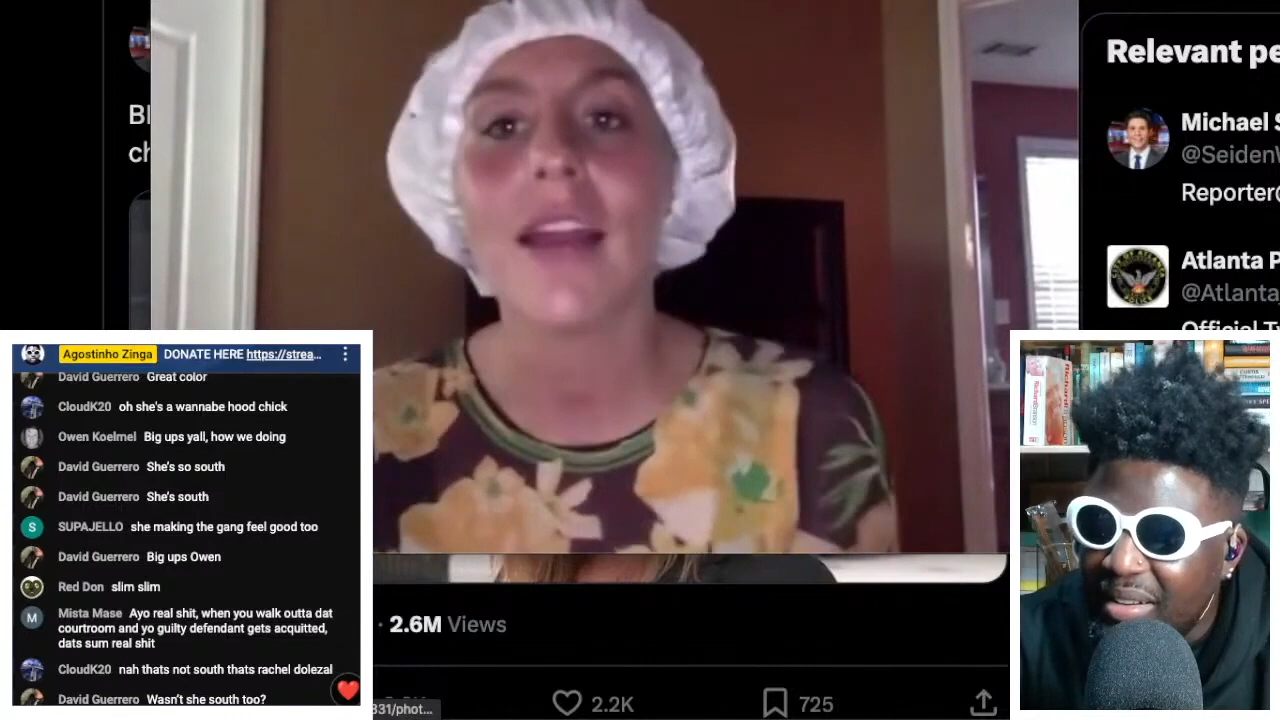 Bl
ch
Relevant pe
Michael S
@SeidenW
Reporter@
Atlanta P
@Atlanta
Official T
Agostinho Zinga DONATE HERE https://strea...
David Guerrero Great color
CloudK20 oh she's a wannabe hood chick
Owen Koelmel Big ups yall, how we doing
David Guerrero She's so south
David Guerrero She's south
S SUPAJELLO she making the gang feel good too
David Guerrero Big ups Owen
Red Don slim slim
M Mista Mase Ayo real shit, when you walk outta dat
courtroom and yo guilty defendant gets acquitted,
dats sum real shit
CloudK20 nah thats not south thats rachel dolezal
David Guerrero Wasn't she south too?
· 2.6M Views
331/phot...
2.2K
725